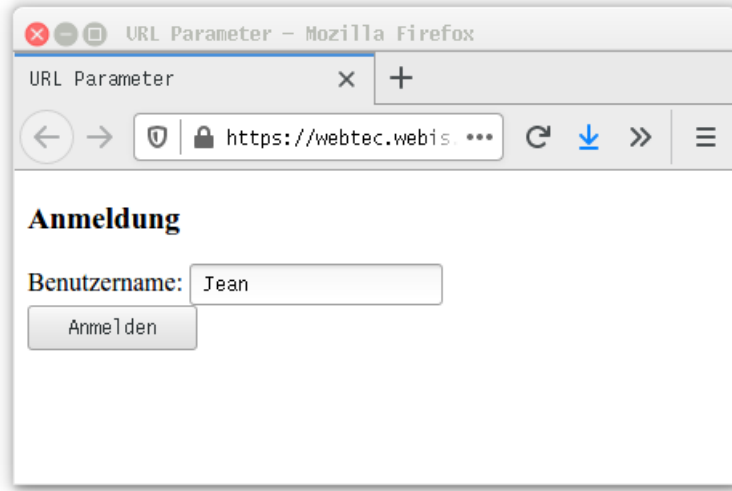 URL Parameter – Mozilla Firefox
URL Parameter
https://webtec.webis.
Anmeldung
Benutzername: Jean
Anmelden